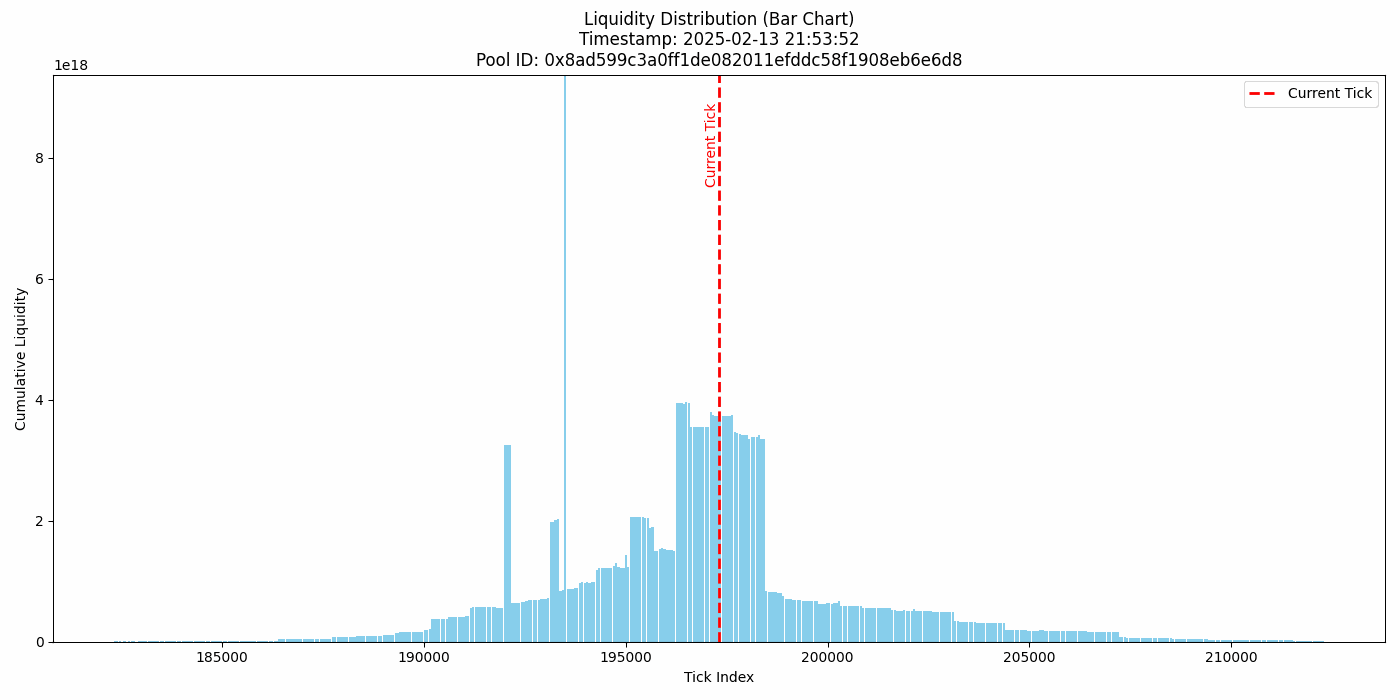 Liquidity Distribution (Bar Chart)
Timestamp: 2025-02-13 21:53:52
Pool ID: 0x8ad599c3a0ff1de082011efddc58f1908eb6e6d8
1e18
Current Tick
Current Tick
8
6
4
2
0
Cumulative Liquidity
185000 190000 195000 200000 205000 210000
Tick Index